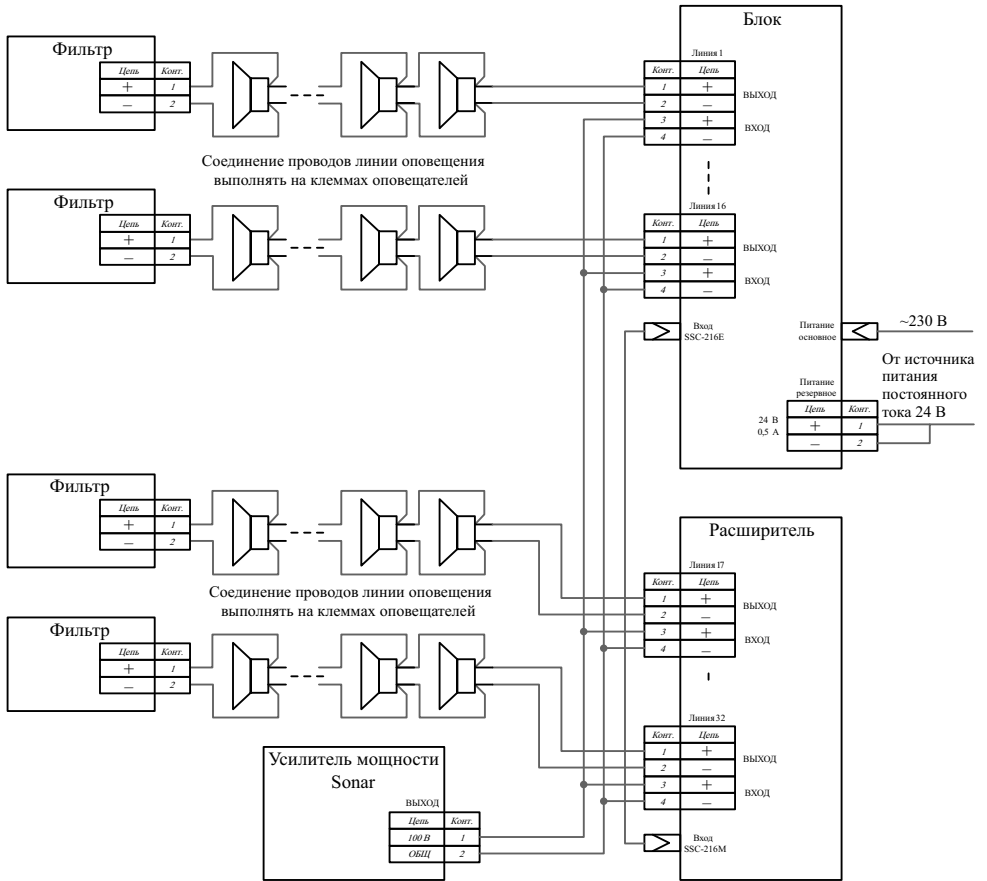 Блок
Фильтр
Цепь Конт.
+ 1
— 2
Линия 1
Конт. Цепь
1 +
2 —
3 +
4 —
ВЫХОД
ВХОД
Соединение проводов линии оповещения
выполнять на клеммах оповещателей
Фильтр
Цепь Конт.
+ 1
— 2
Линия 16
Конт. Цепь
1 +
2 —
3 +
4 —
ВЫХОД
ВХОД
Вход
SSC-216E
Питание
основное
~230 В
От источника
питания
постоянного
тока 24 В
Питание
резервное
Цепь Конт.
24 В
0,5 А
+ 1
— 2
Фильтр
Цепь Конт.
+ 1
— 2
Соединение проводов линии оповещения
выполнять на клеммах оповещателей
Расширитель
Линия 17
Конт. Цепь
1 +
2 —
3 +
4 —
ВЫХОД
ВХОД
Фильтр
Цепь Конт.
+ 1
— 2
Линия 32
Конт. Цепь
1 +
2 —
3 +
4 —
ВЫХОД
ВХОД
Усилитель мощности
Sonar
ВЫХОД
Цепь Конт.
100 В 1
ОБЩ 2
Вход
SSC-216M